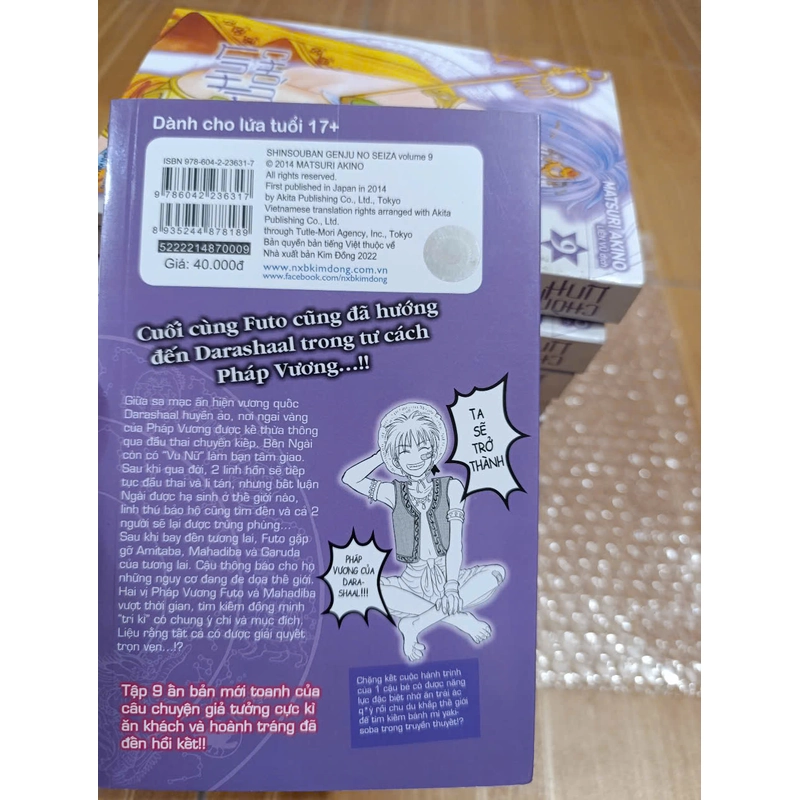 Dành cho lứa tuổi 17+
ISBN 978-604-2-23631-7
9 786042 236317
8 935244 878189
5222214870009
Giá: 40.000đ
SHINSOUBAN GENJU NO SEIZA volume 9
© 2014 MATSURI AKINO
All rights reserved.
First published in Japan in 2014
by Akita Publishing Co., Ltd., Tokyo
Vietnamese translation rights arranged with Akita
Publishing Co., Ltd.
through Tutle-Mori Agency, Inc., Tokyo
Bản quyền bản tiếng Việt thuộc về
Nhà xuất bản Kim Đồng 2022
www.nxbkimdong.com.vn
www.facebook.com/nxbkimdong
Cuối cùng Futo cũng đã hướng
đến Darashaal trong tư cách
Pháp Vương...!!
Giữa sa mạc ẩn hiện vương quốc
Darashaal huyền ảo, nơi ngai vàng
của Pháp Vương được kế thừa thông
qua đầu thai chuyển kiếp. Bên Ngài
còn có "Vu Nữ" làm bạn tâm giao.
Sau khi qua đời, 2 linh hồn sẽ tiếp
tục đầu thai và li tán, nhưng bất luận
Ngài được hạ sinh ở thế giới nào,
linh thú bảo hộ cũng tìm đến và cả 2
người sẽ lại được trùng phùng...
Sau khi bay đến tương lai, Futo gặp
gỡ Amitaba, Mahadiba và Garuda
của tương lai. Cậu thông báo cho họ
những nguy cơ đang đe dọa thế giới.
Hai vị Pháp Vương Futo và Mahadiba
vượt thời gian, tìm kiếm đồng minh
"tri kỉ" có chung ý chí và mục đích.
Liệu rằng tất cả có được giải quyết
trọn vẹn...!?
Tập 9 ấn bản mới toanh của
câu chuyện giả tưởng cực kì
ăn khách và hoành tráng đã
đến hồi kết!!
TA
SẼ
TRỞ
THÀNH
PHÁP
VƯƠNG CỦA
DARA-
SHAAL!!!
Chặng kết cuộc hành trình
của 1 cậu bé có được năng
lực đặc biệt nhờ ăn trái ác
q*ỷ rồi chu du khắp thế giới
để tìm kiếm bánh mì yaki-
soba trong truyền thuyết!?
MATSURI AKINO
9